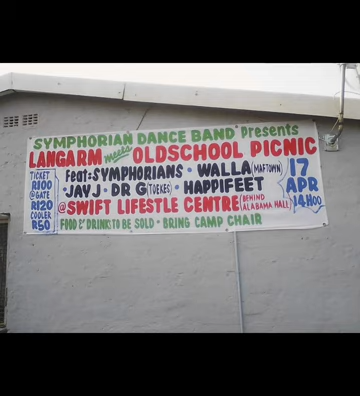 SYMPHORIAN DANCE BAND Presents
LANGARM meets OLDSCHOOL PICNIC
TICKET R100 @GATE R120 COOLER R50
Feat: SYMPHORIANS · WALLA (MAFTOWN)
· JAY J · DR G (TOEKES) · HAPPIFEET
@ SWIFT LIFESTLE CENTRE (BEHIND ALABAMA HALL)
FOOD & DRINKS TO BE SOLD · BRING CAMP CHAIR
17 APR 14H00